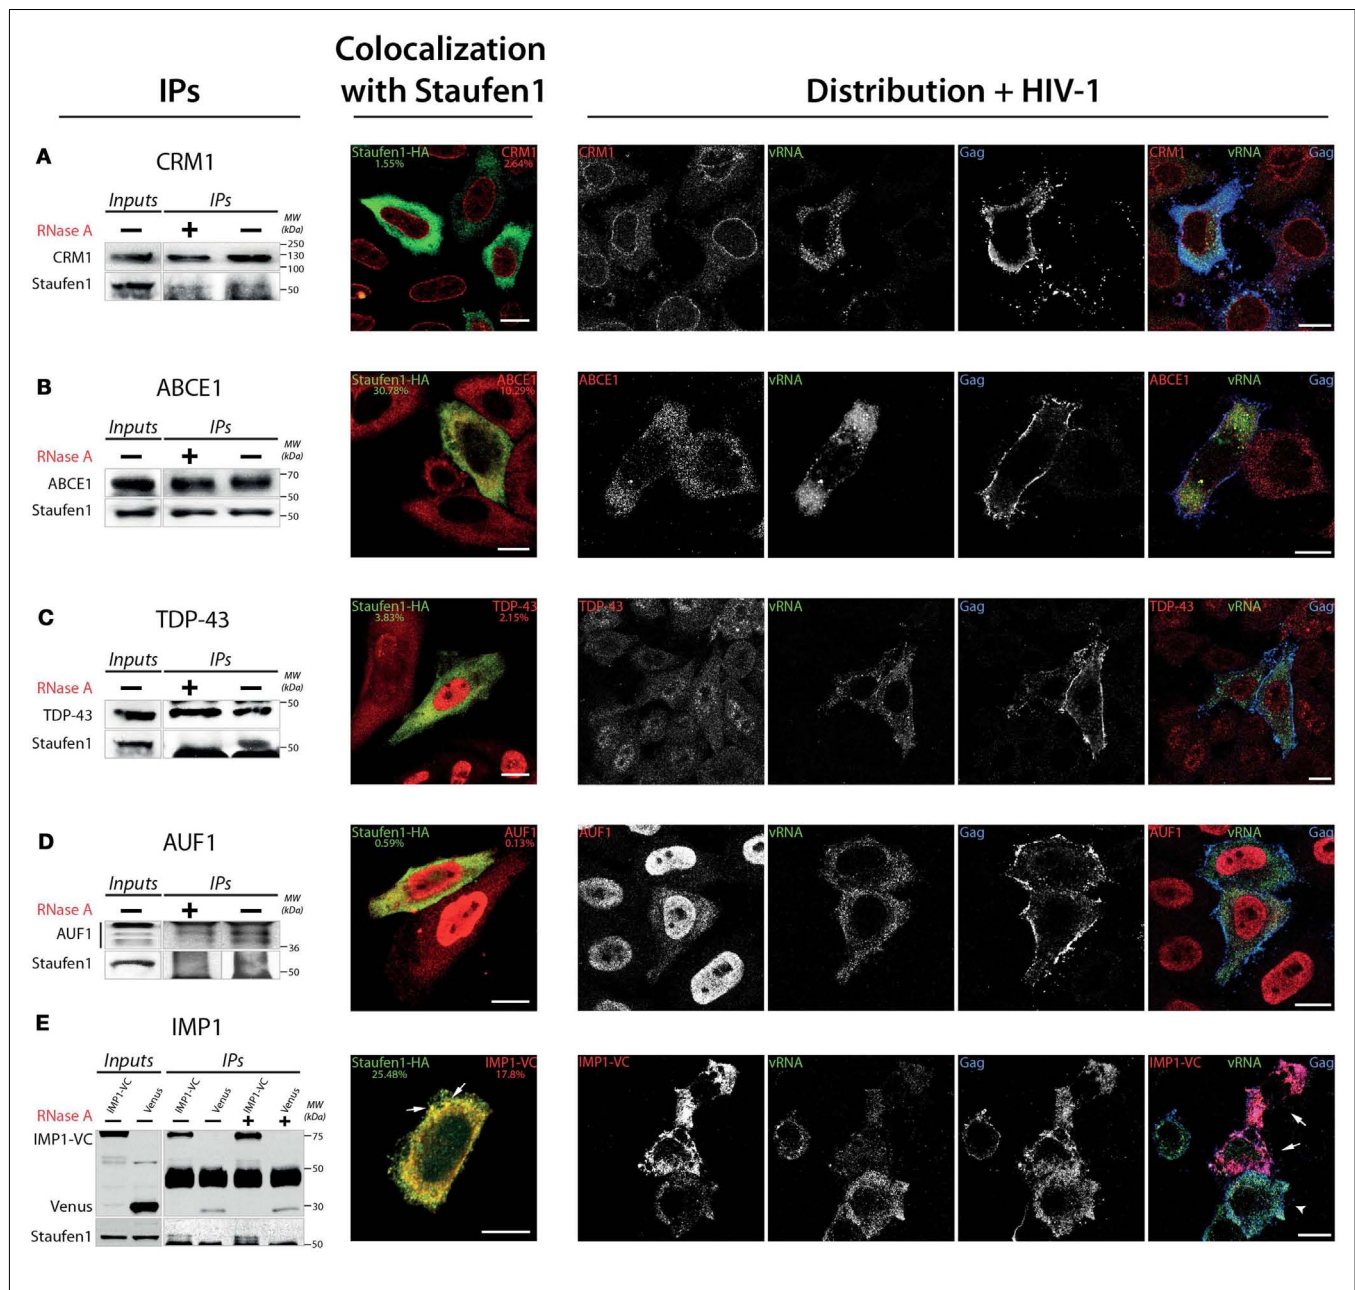 IPs
Colocalization
with Staufen1
Distribution + HIV-1
A
CRM1
Inputs IPs
MW
(kDa)
RNase A − + −
CRM1
250
130
100
Staufen1
50
Staufen1-HA CRM1
1.55% 2.64%
CRM1
vRNA
Gag
CRM1 vRNA Gag
B
ABCE1
Inputs IPs
MW
(kDa)
RNase A − + −
ABCE1
70
50
Staufen1
50
Staufen1-HA ABCE1
30.78% 10.29%
ABCE1
vRNA
Gag
ABCE1 vRNA Gag
C
TDP-43
Inputs IPs
MW
(kDa)
RNase A − + −
50
TDP-43
Staufen1
50
Staufen1-HA TDP-43
3.83% 2.15%
TDP-43
vRNA
Gag
TDP-43 vRNA Gag
D
AUF1
Inputs IPs
MW
(kDa)
RNase A − + −
AUF1
36
Staufen1
50
Staufen1-HA AUF1
0.59% 0.13%
AUF1
vRNA
Gag
AUF1 vRNA Gag
E
IMP1
Inputs IPs
IMP1-VC Venus IMP1-VC Venus IMP1-VC Venus
MW
(kDa)
RNase A − − − − + +
IMP1-VC
75
50
Venus
30
Staufen1
50
Staufen1-HA IMP1-VC
25.48% 17.8%
IMP1-VC
vRNA
Gag
IMP1-VC vRNA Gag